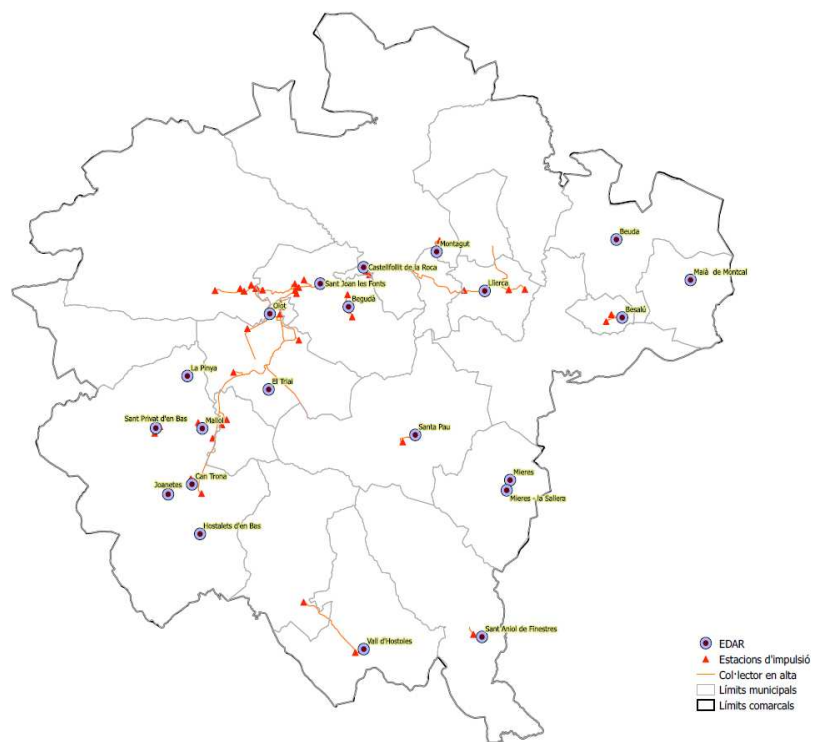 Beuda
Montagut
Castellfollit de la Roca
Maià de Montcal
Sant Joan les Fonts
Llierca
Begudà
Olot
Besalú
La Pinya
El Triai
Sant Privat d'en Bas
Mallol
Santa Pau
Mieres
Can Trona
Joanetes
Mieres - la Sallera
Hostalets d'en Bas
Sant'Aniol de Finestres
Vall d'Hostoles
EDAR
Estacions d'impulsió
Col·lector en alta
Límits municipals
Límits comarcals